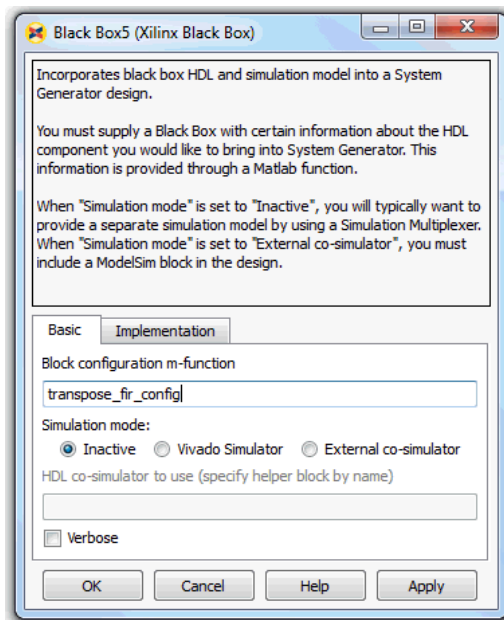 Black Box5 (Xilinx Black Box)
Incorporates black box HDL and simulation model into a System
Generator design.
You must supply a Black Box with certain information about the HDL
component you would like to bring into System Generator. This
information is provided through a Matlab function.
When "Simulation mode" is set to "Inactive", you will typically want to
provide a separate simulation model by using a Simulation Multiplexer.
When "Simulation mode" is set to "External co-simulator", you must
include a ModelSim block in the design.
Basic Implementation
Block configuration m-function
transpose_fir_config
Simulation mode:
Inactive Vivado Simulator External co-simulator
HDL co-simulator to use (specify helper block by name)
Verbose
OK Cancel Help Apply